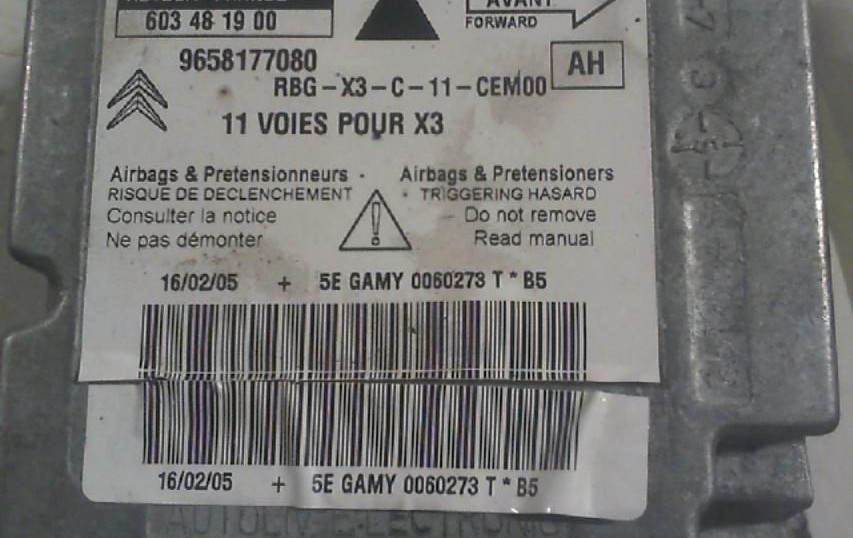 603 48 19 00
AVANT
FORWARD
9658177080
RBG-X3-C-11-CEM00
AH
11 VOIES POUR X3
Airbags & Pretensionneurs - Airbags & Pretensioners
RISQUE DE DECLENCHEMENT - TRIGGERING HASARD
Consulter la notice Do not remove
Ne pas démonter Read manual
16/02/05 + 5E GAMY 0060273 T * B5
16/02/05 + 5E GAMY 0060273 T * B5
AUTOLIV ELECTRONIC